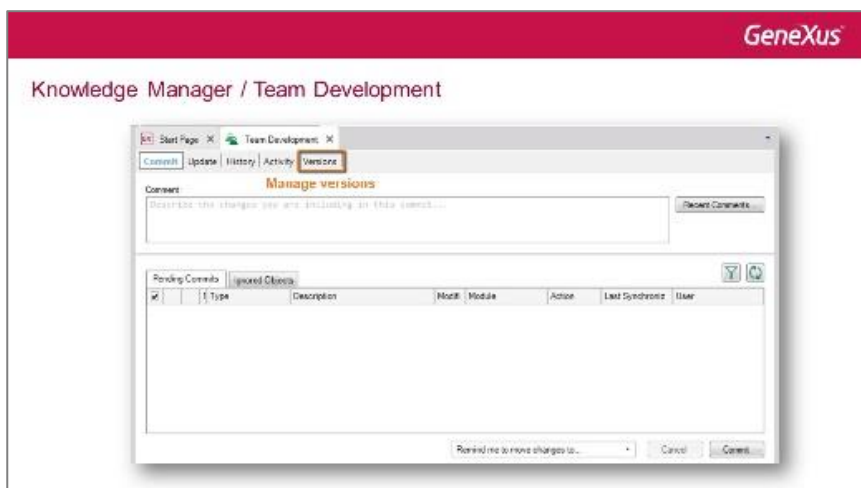 GeneXus
Knowledge Manager / Team Development
Start Page X Team Development X
Commit Update History Activity Versions
Manage versions
Comment
Describe the changes you are including in this commit...
Recent Comments...
Pending Commits Ignored Objects
Type Description Modifi Module Action Last Synchroniz User
Remind me to move changes to... Cancel Commit